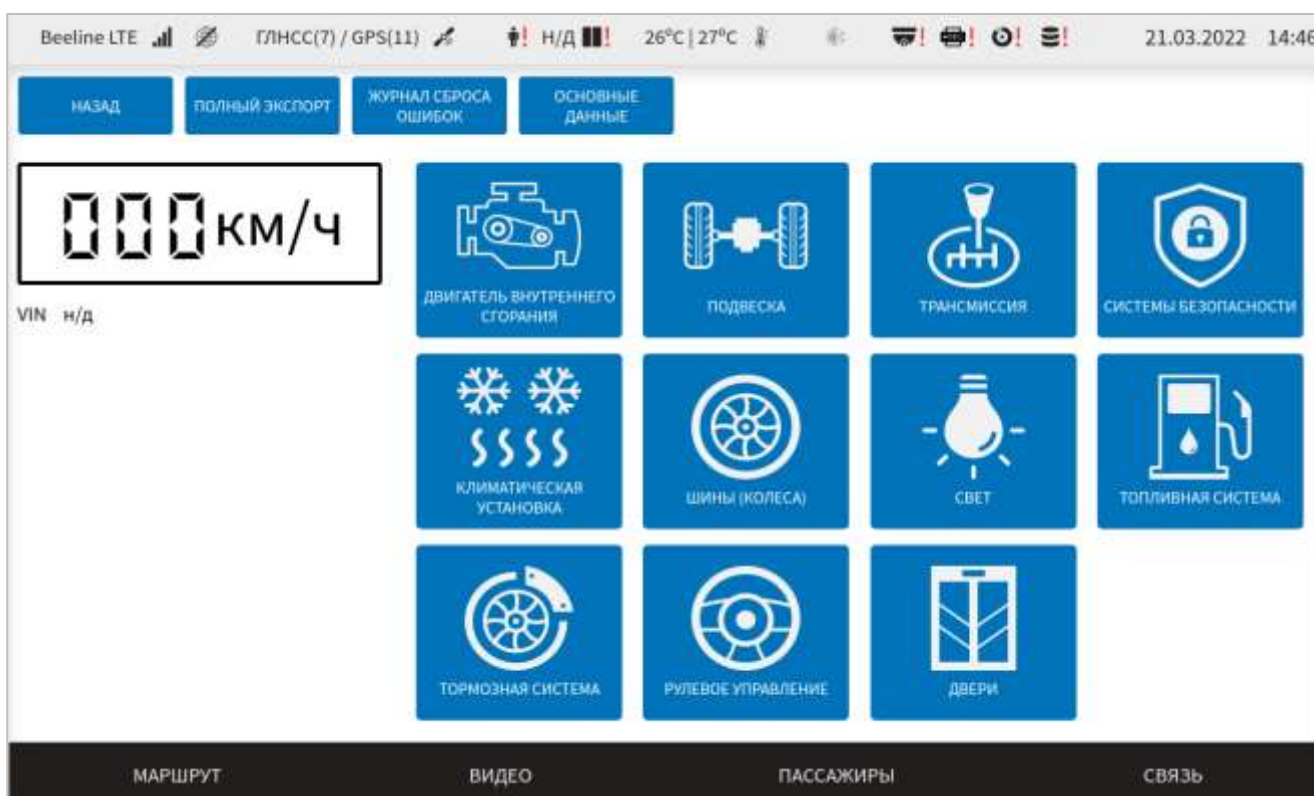 Beeline LTE ГЛНСС(7) / GPS(11) ! Н/Д ! 26°C | 27°C ! ! ! ! 21.03.2022 14:46
НАЗАД
ПОЛНЫЙ ЭКСПОРТ
ЖУРНАЛ СБРОСА
ОШИБОК
ОСНОВНЫЕ
ДАННЫЕ
000 км/ч
VIN н/д
ДВИГАТЕЛЬ ВНУТРЕННЕГО
СГОРАНИЯ
ПОДВЕСКА
ТРАНСМИССИЯ
СИСТЕМЫ БЕЗОПАСНОСТИ
КЛИМАТИЧЕСКАЯ
УСТАНОВКА
ШИНЫ (КОЛЕСА)
СВЕТ
ТОПЛИВНАЯ СИСТЕМА
ТОРМОЗНАЯ СИСТЕМА
РУЛЕВОЕ УПРАВЛЕНИЕ
ДВЕРИ
МАРШРУТ ВИДЕО ПАССАЖИРЫ СВЯЗЬ